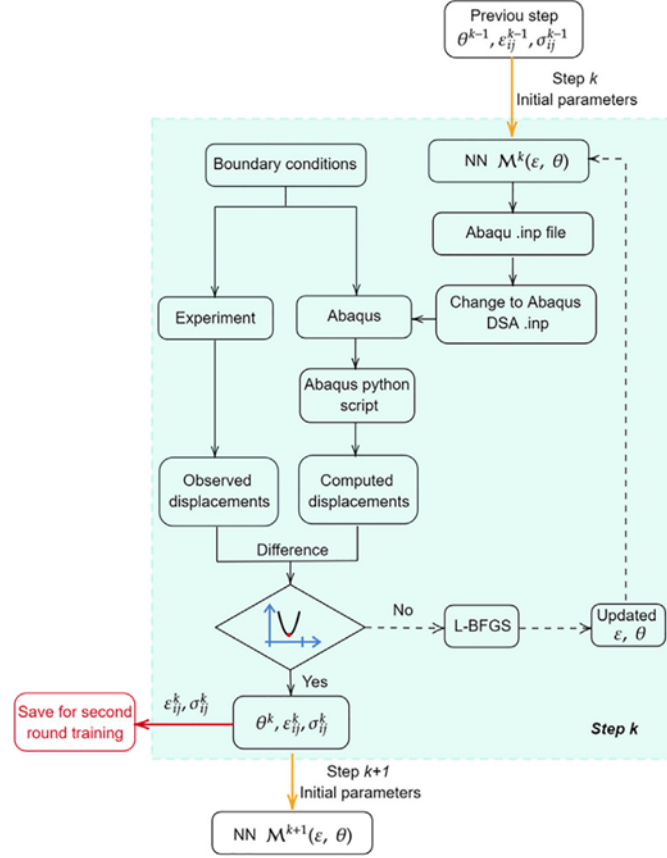 Previou step
θ^{k−1}, ε_{ij}^{k−1}, σ_{ij}^{k−1}
Step k
Initial parameters
NN M^k(ε, θ)
Boundary conditions
Abaqu .inp file
Experiment
Abaqus
Change to Abaqus
DSA .inp
Abaqus python
script
Observed
displacements
Computed
displacements
Difference
No
L-BFGS
Updated
ε, θ
Yes
ε_{ij}^k, σ_{ij}^k
Save for second
round training
θ^k, ε_{ij}^k, σ_{ij}^k
Step k
Step k+1
Initial parameters
NN M^{k+1}(ε, θ)